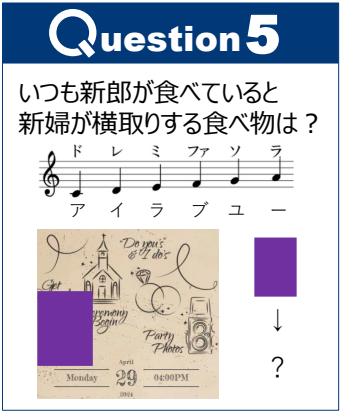 Question5
いつも新郎が食べていると
新婦が横取りする食べ物は？
ド レ ミ ファ ソ ラ
ア イ ラ ブ ユ ー
"Do you's"
& I do's
Get
Ceremony
Begin
Party
Photos
↓
?
April
Monday 29 04:00PM
2024